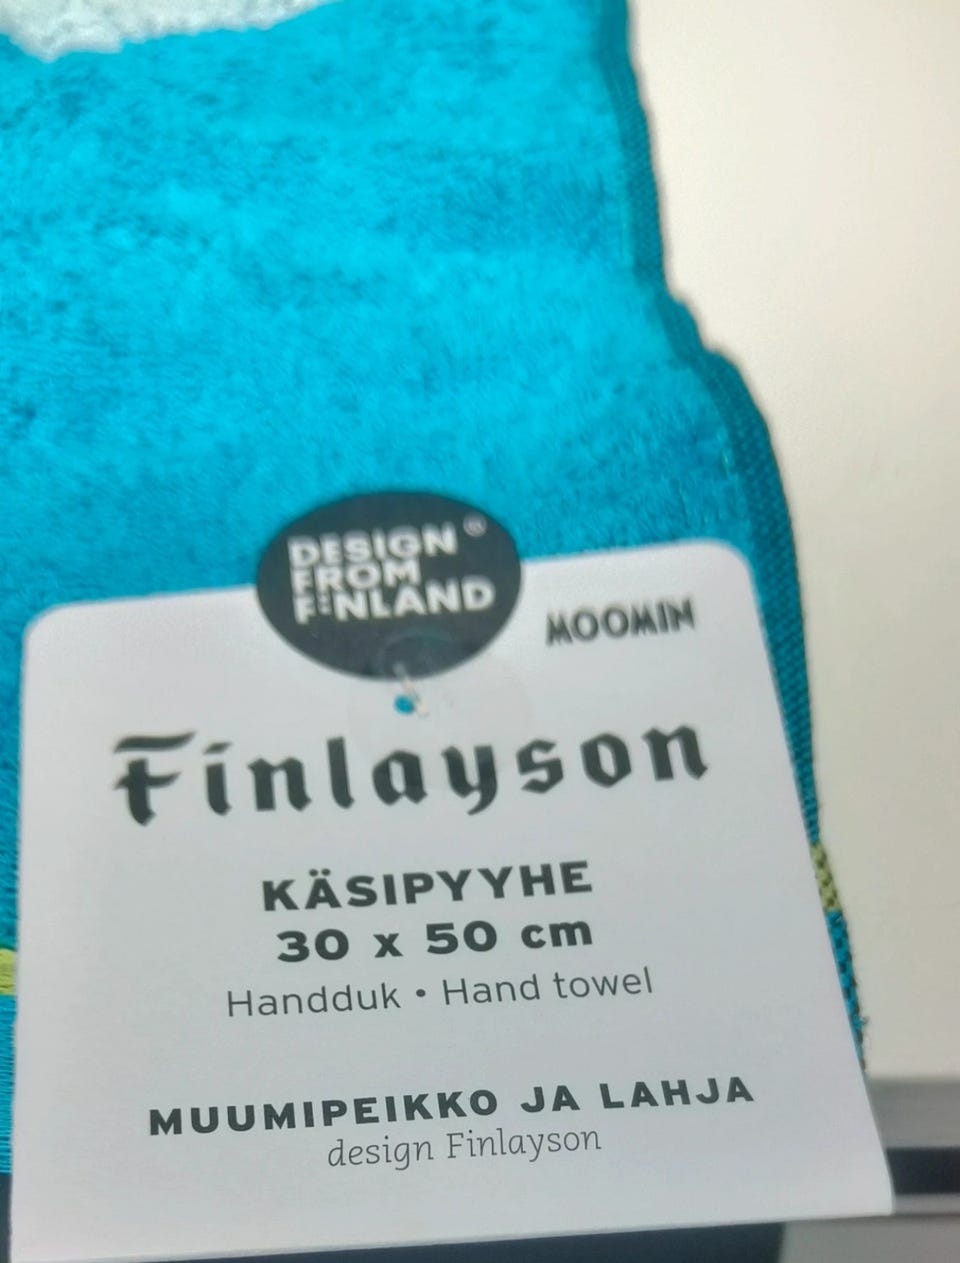 DESIGN ®
FROM
FINLAND
MOOMIN
Finlayson
KÄSIPYYHE
30 x 50 cm
Handduk • Hand towel
MUUMIPEIKKO JA LAHJA
design Finlayson